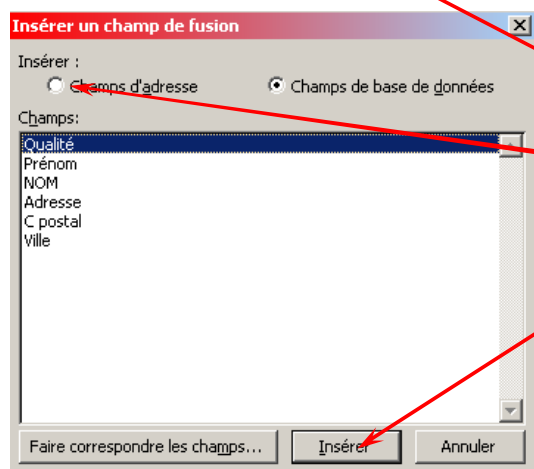 Insérer un champ de fusion
Insérer :
Champs d'adresse Champs de base de données
Champs:
Qualité
Prénom
NOM
Adresse
C postal
Ville
Faire correspondre les champs... Insérer Annuler